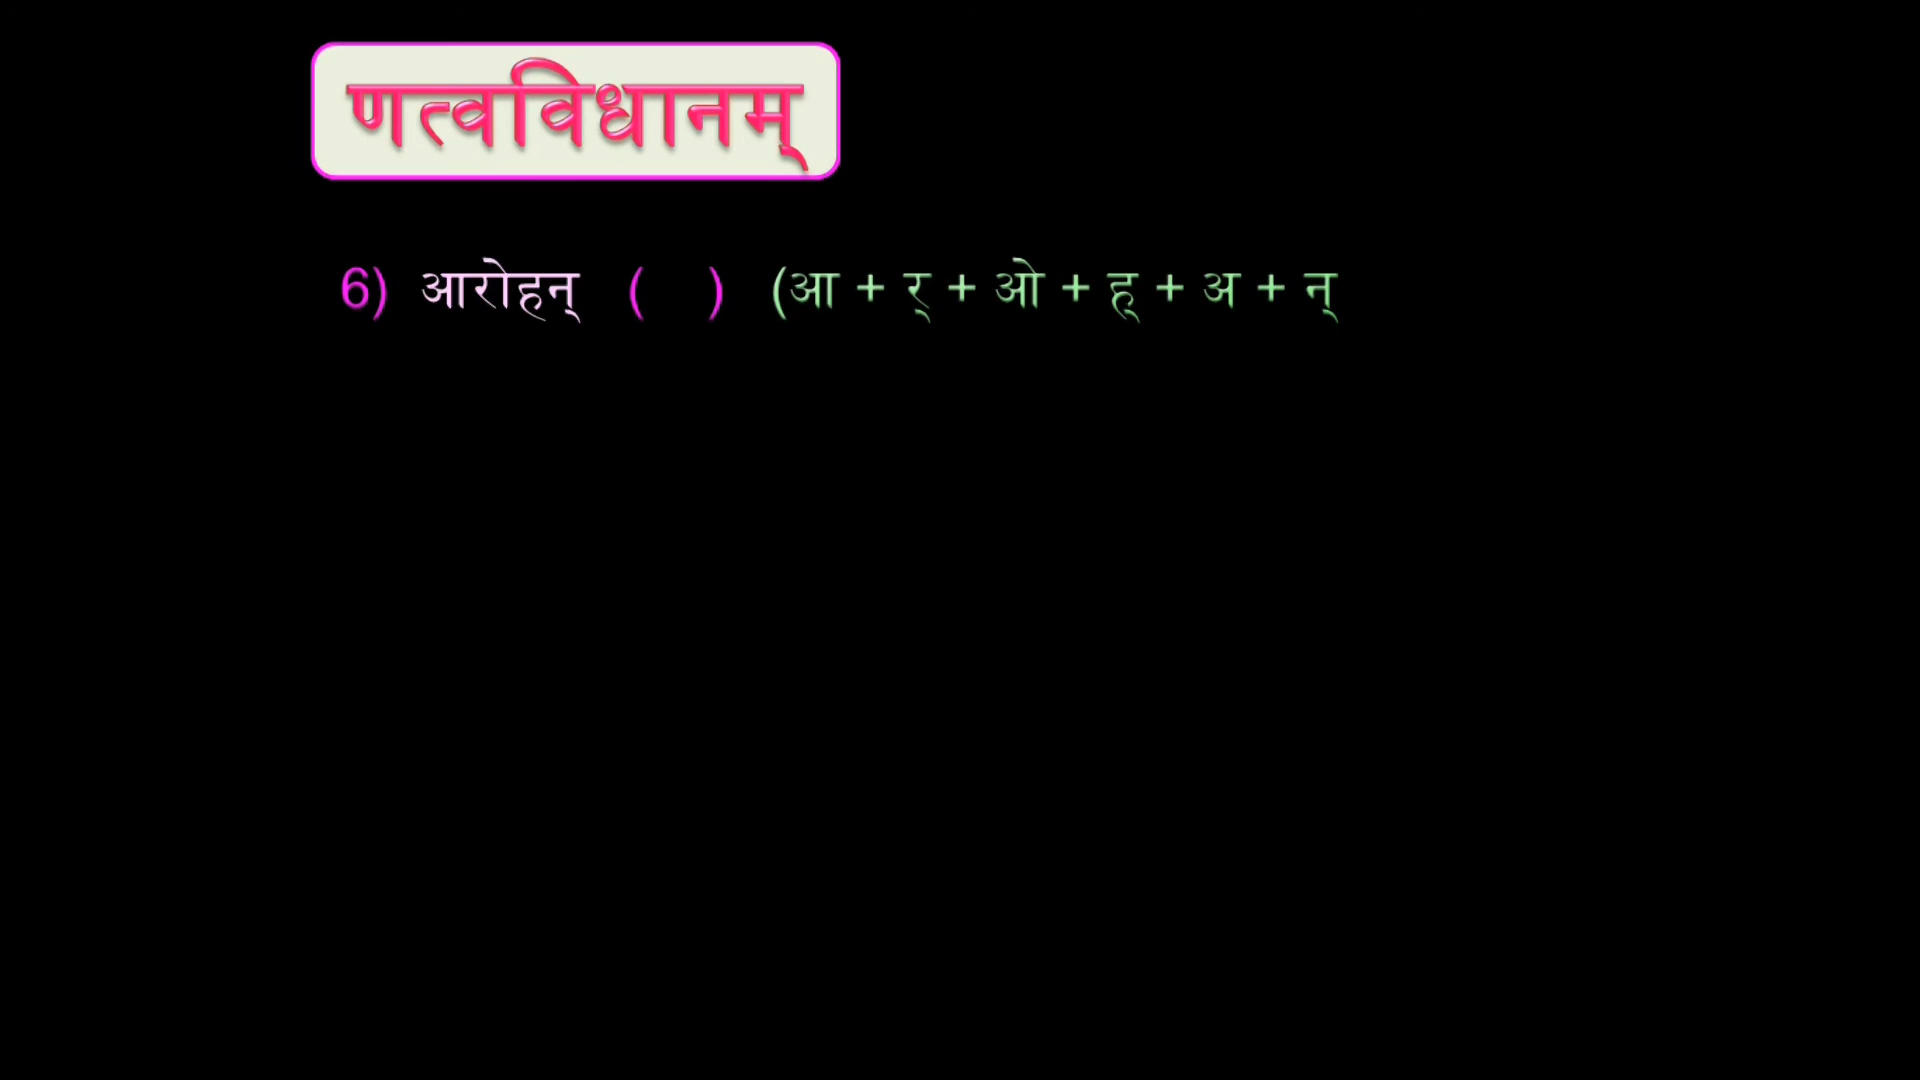 णत्वविधानम्
6) आरोहन् ( ) (आ + र् + ओ + ह् + अ + न्